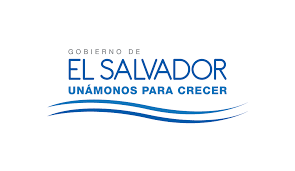 GOBIERNO DE
EL SALVADOR
UNÁMONOS PARA CRECER